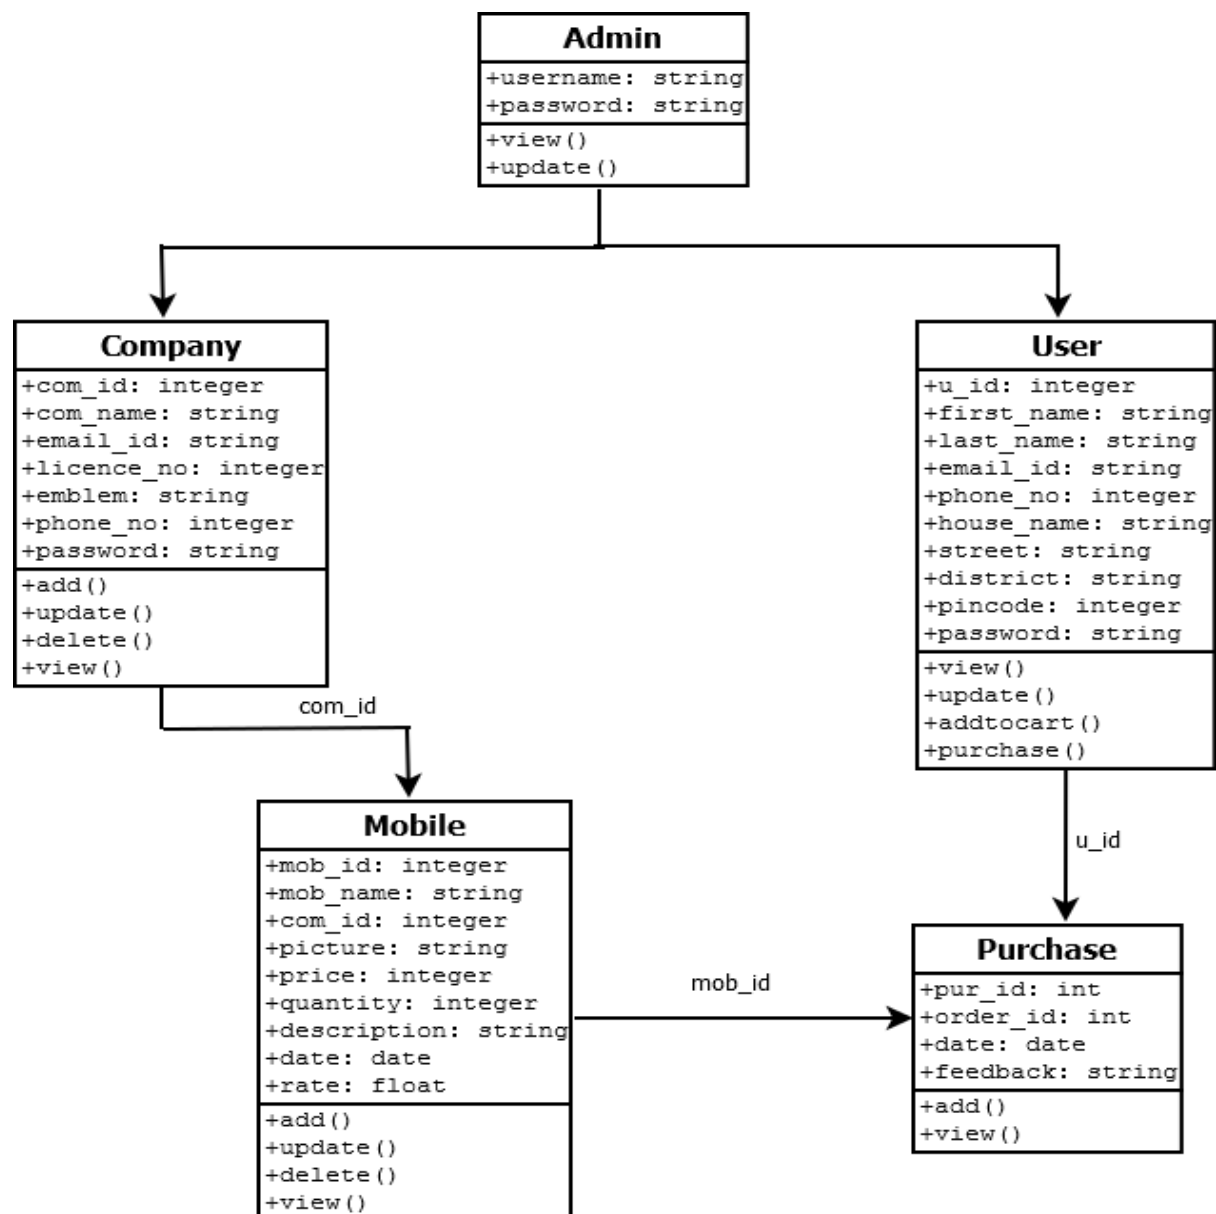 Admin
+username: string
+password: string
+view()
+update()
Company
+com_id: integer
+com_name: string
+email_id: string
+licence_no: integer
+emblem: string
+phone_no: integer
+password: string
+add()
+update()
+delete()
+view()
User
+u_id: integer
+first_name: string
+last_name: string
+email_id: string
+phone_no: integer
+house_name: string
+street: string
+district: string
+pincode: integer
+password: string
+view()
+update()
+addtocart()
+purchase()
com_id
u_id
Mobile
+mob_id: integer
+mob_name: string
+com_id: integer
+picture: string
+price: integer
+quantity: integer
+description: string
+date: date
+rate: float
+add()
+update()
+delete()
+view()
mob_id
Purchase
+pur_id: int
+order_id: int
+date: date
+feedback: string
+add()
+view()